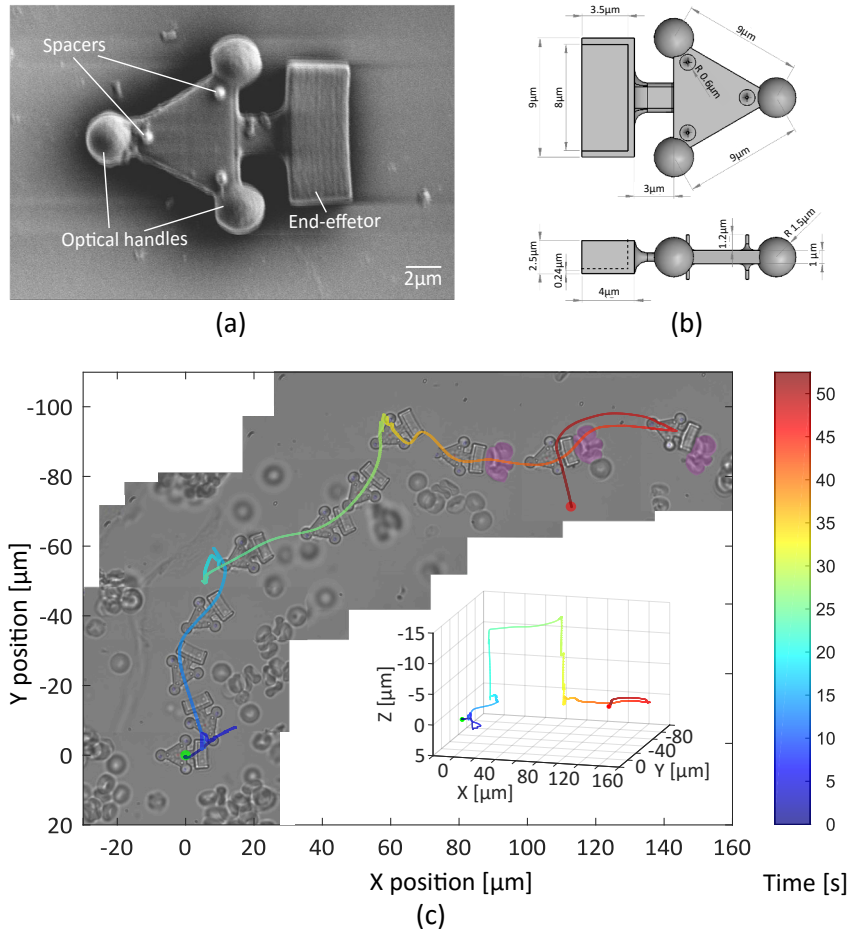 Spacers
Optical handles
End-effetor
2μm
(a)
3.5μm
9μm
8μm
R 0.6μm
9μm
9μm
3μm
2.5μm
0.24μm
4μm
1.2μm
R 1.5μm
1 μm
(b)
-100
-80
-60
-40
-20
0
20
Y position [μm]
-20 0 20 40 60 80 100 120 140 160
X position [μm]
-15
-10
-5
0
5
Z [μm]
0 40 80 120 160
X [μm]
-80
-40
0
Y [μm]
50
45
40
35
30
25
20
15
10
5
0
Time [s]
(c)